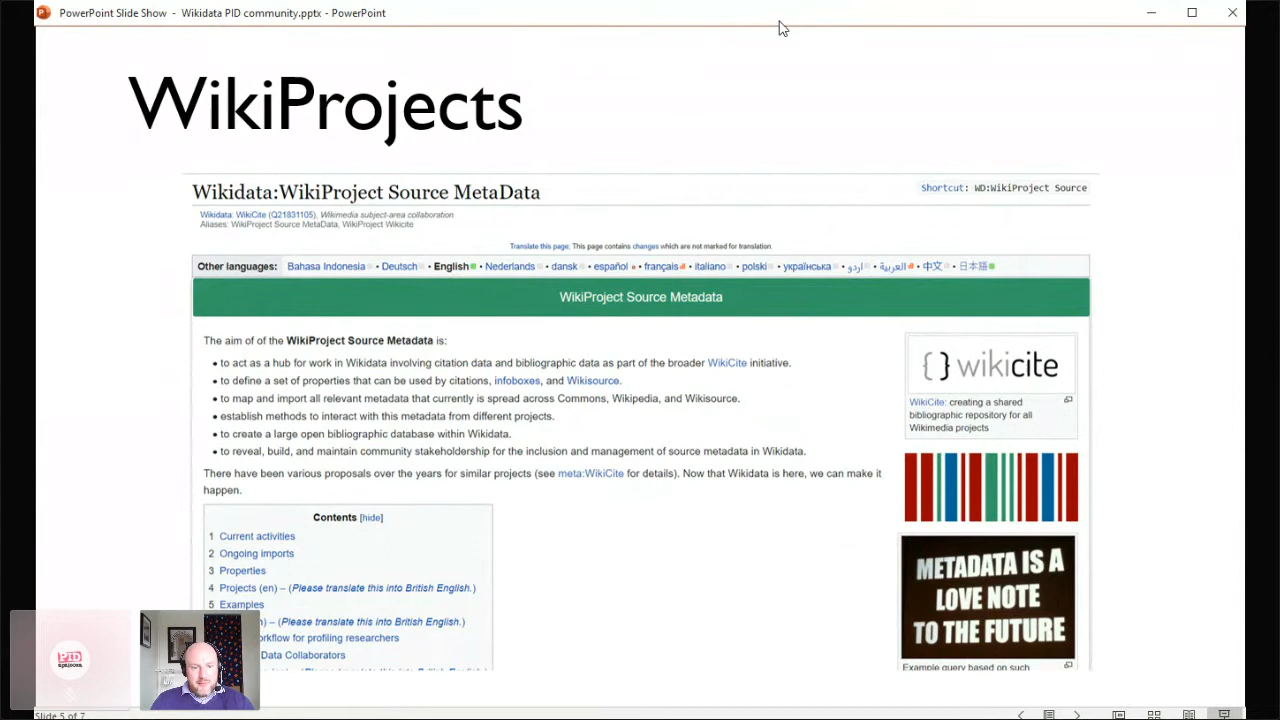 PowerPoint Slide Show - Wikidata PID community.pptx - PowerPoint
WikiProjects
Wikidata:WikiProject Source MetaData
Shortcut: WD:WikiProject Source
Wikidata: WikiCite (Q21831105), Wikimedia subject-area collaboration
Aliases: WikiProject Source MetaData, WikiProject Wikicite
Translate this page; This page contains changes which are not marked for translation.
Other languages: Bahasa Indonesia • Deutsch • English • Nederlands • dansk • español • français • italiano • polski • українська • اردو • العربية • 中文 • 日本語
WikiProject Source Metadata
The aim of of the WikiProject Source Metadata is:
• to act as a hub for work in Wikidata involving citation data and bibliographic data as part of the broader WikiCite initiative.
• to define a set of properties that can be used by citations, infoboxes, and Wikisource.
• to map and import all relevant metadata that currently is spread across Commons, Wikipedia, and Wikisource.
• establish methods to interact with this metadata from different projects.
• to create a large open bibliographic database within Wikidata.
• to reveal, build, and maintain community stakeholdership for the inclusion and management of source metadata in Wikidata.
There have been various proposals over the years for similar projects (see meta:WikiCite for details). Now that Wikidata is here, we can make it
happen.
Contents [hide]
1 Current activities
2 Ongoing imports
3 Properties
4 Projects (en) – (Please translate this into British English.)
5 Examples
n) – (Please translate this into British English.)
orkflow for profiling researchers
Data Collaborators
{} wikicite
WikiCite: creating a shared
bibliographic repository for all
Wikimedia projects
METADATA IS A
LOVE NOTE
TO THE FUTURE
Example query based on such
PID
apalooza
Slide 5 of 7